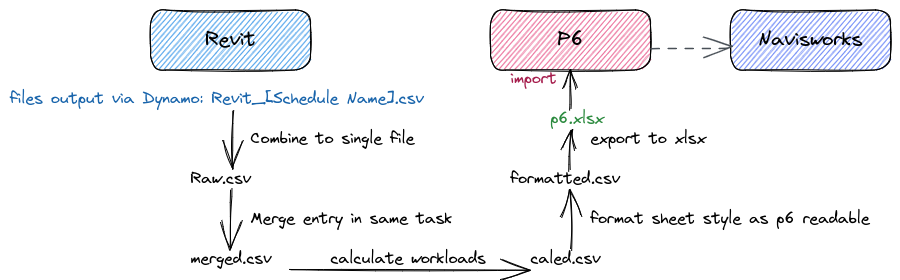 Revit
P6
Navisworks
import
files output via Dynamo: Revit_[Schedule Name].csv
p6.xlsx
Combine to single file
export to xlsx
Raw.csv
formatted.csv
Merge entry in same task
format sheet style as p6 readable
merged.csv
calculate workloads
caled.csv